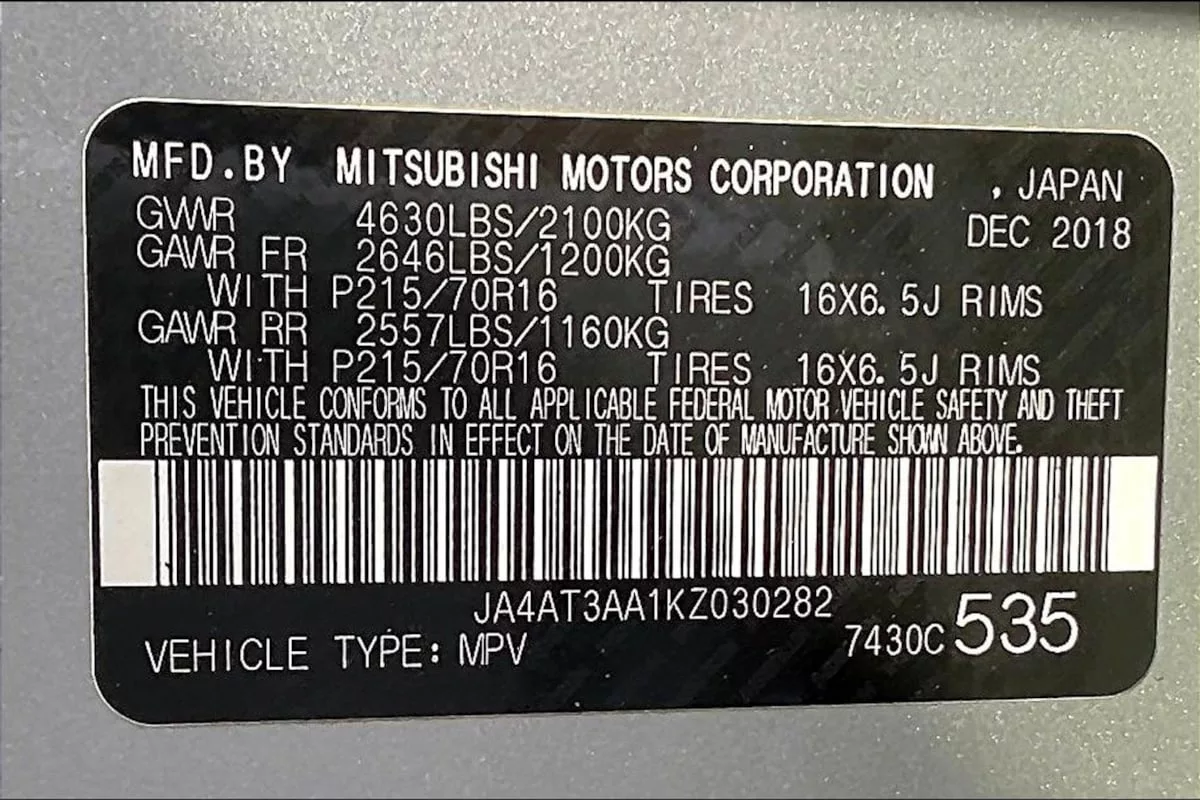 MFD.BY MITSUBISHI MOTORS CORPORATION , JAPAN
GVWR 4630LBS/2100KG DEC 2018
GAWR FR 2646LBS/1200KG
WITH P215/70R16 TIRES 16X6.5J RIMS
GAWR RR 2557LBS/1160KG
WITH P215/70R16 TIRES 16X6.5J RIMS
THIS VEHICLE CONFORMS TO ALL APPLICABLE FEDERAL MOTOR VEHICLE SAFETY AND THEFT
PREVENTION STANDARDS IN EFFECT ON THE DATE OF MANUFACTURE SHOWN ABOVE.
JA4AT3AA1KZ030282
VEHICLE TYPE: MPV 7430C 535